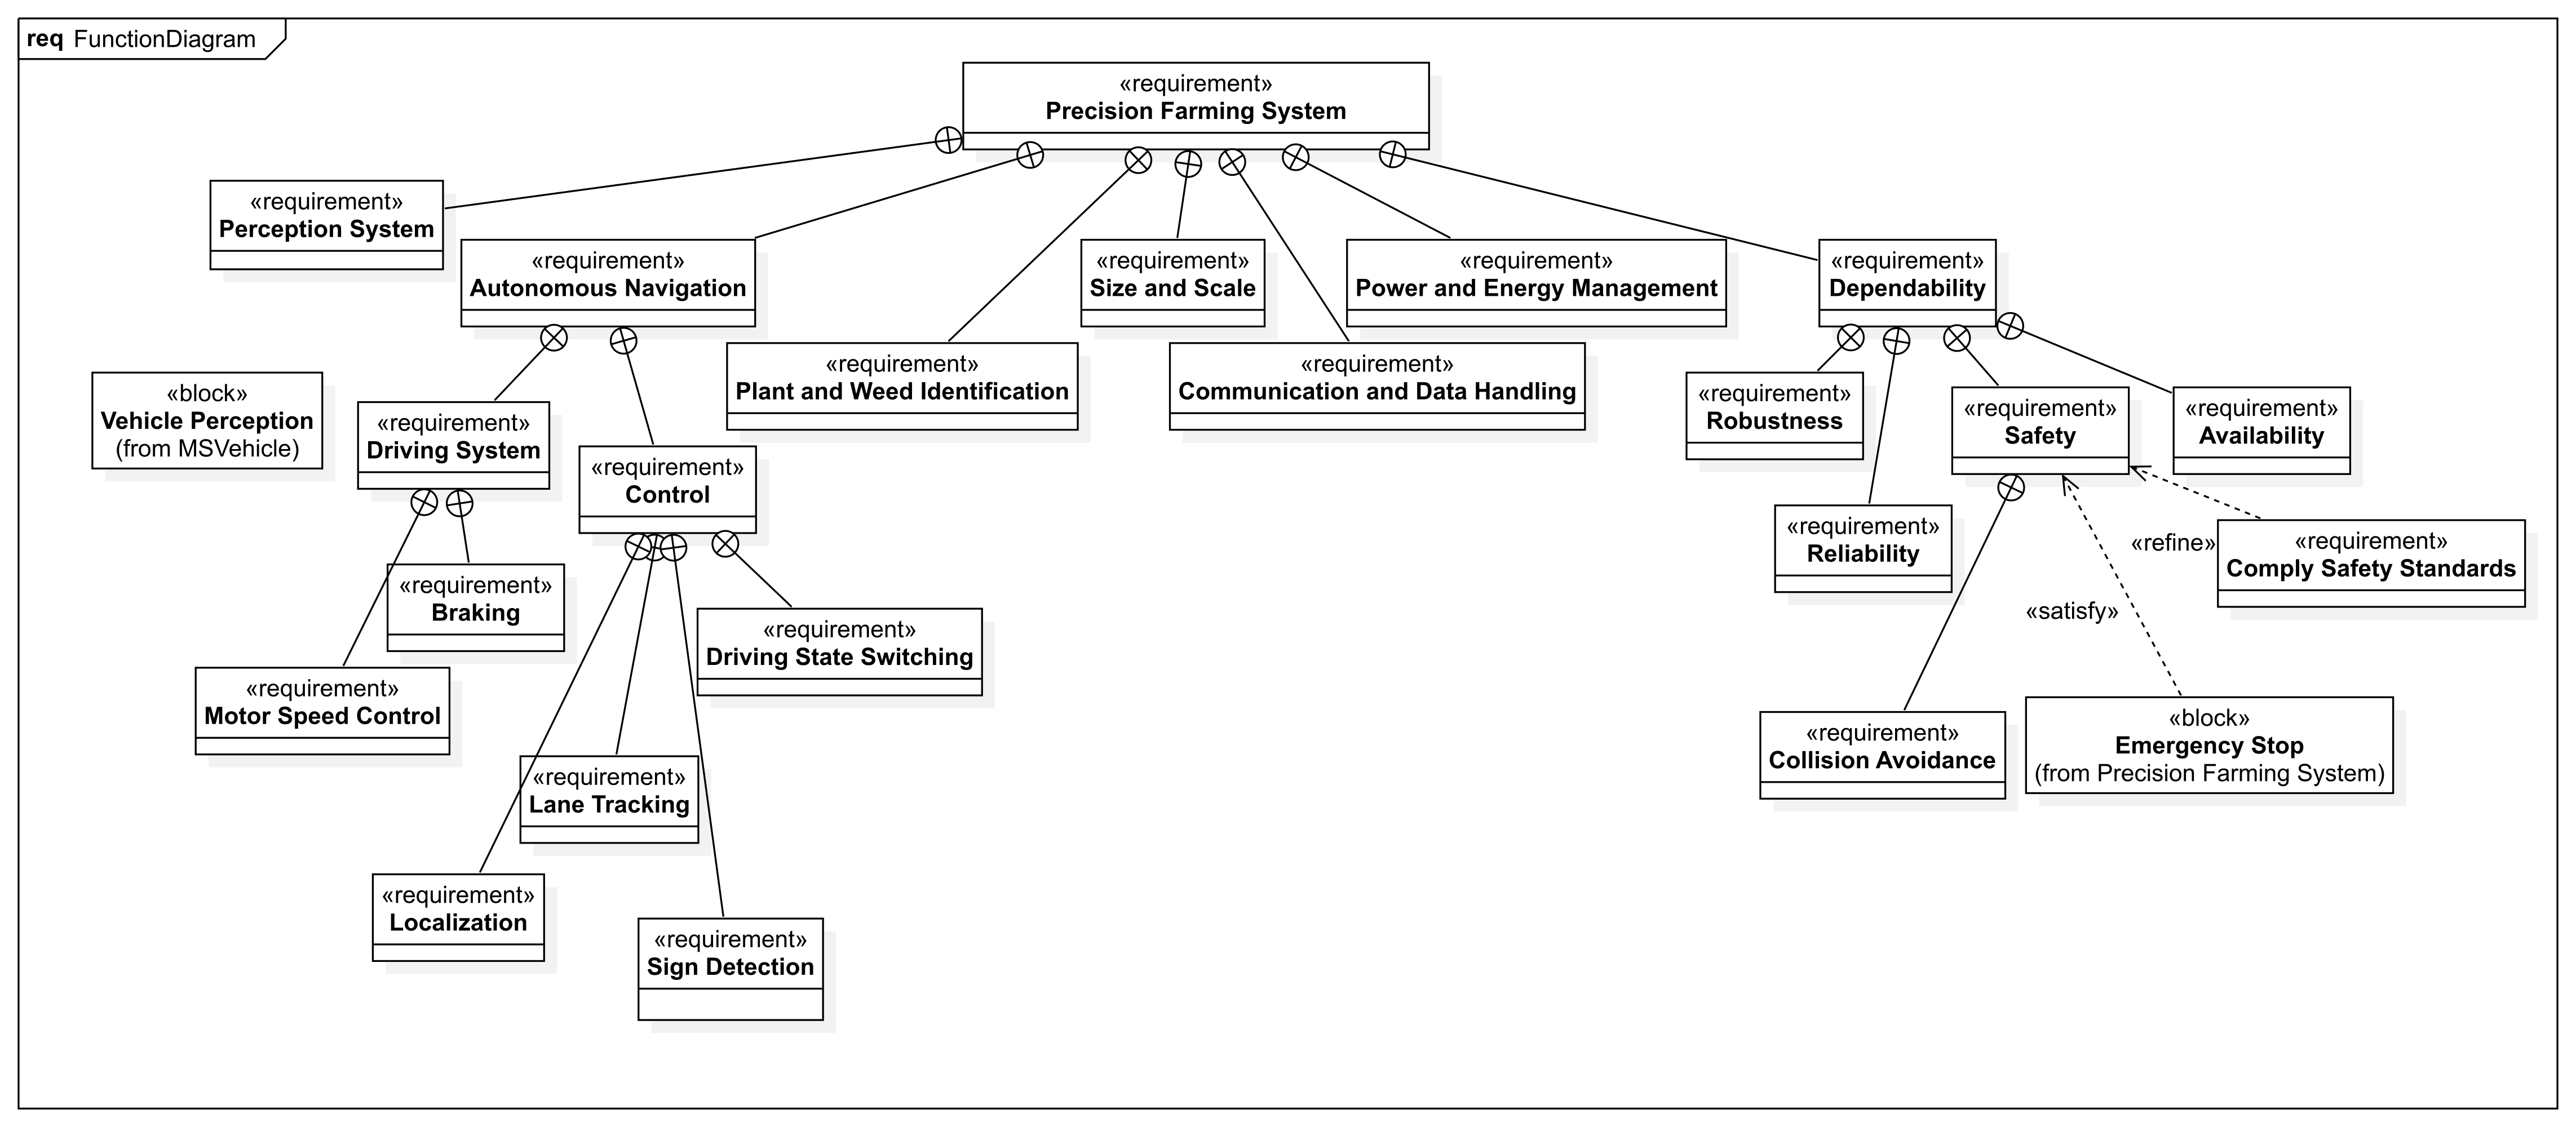 req FunctionDiagram
«requirement»
Precision Farming System
«requirement»
Perception System
«requirement»
Autonomous Navigation
«requirement»
Size and Scale
«requirement»
Power and Energy Management
«requirement»
Dependability
«requirement»
Plant and Weed Identification
«requirement»
Communication and Data Handling
«block»
Vehicle Perception
(from MSVehicle)
«requirement»
Driving System
«requirement»
Control
«requirement»
Robustness
«requirement»
Safety
«requirement»
Availability
«requirement»
Reliability
«refine»
«requirement»
Comply Safety Standards
«requirement»
Braking
«satisfy»
«requirement»
Driving State Switching
«requirement»
Motor Speed Control
«requirement»
Lane Tracking
«requirement»
Collision Avoidance
«block»
Emergency Stop
(from Precision Farming System)
«requirement»
Localization
«requirement»
Sign Detection